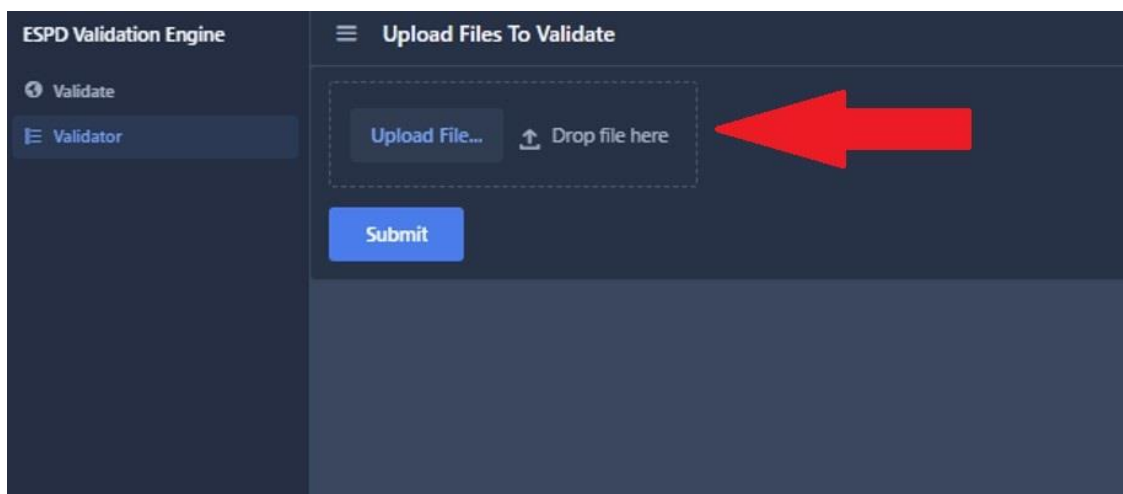 ESPD Validation Engine
Validate
Validator
Upload Files To Validate
Upload File...
Drop file here
Submit